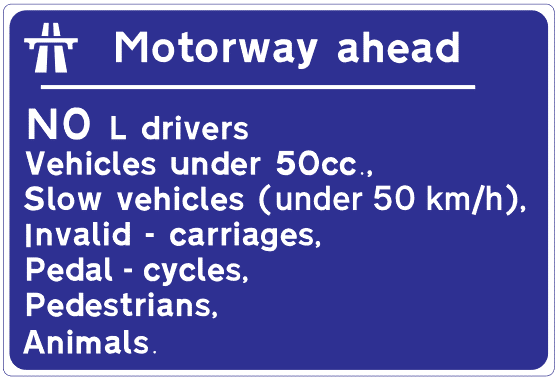 Motorway ahead
NO L drivers
Vehicles under 50cc.,
Slow vehicles (under 50 km/h),
Invalid - carriages,
Pedal - cycles,
Pedestrians,
Animals.